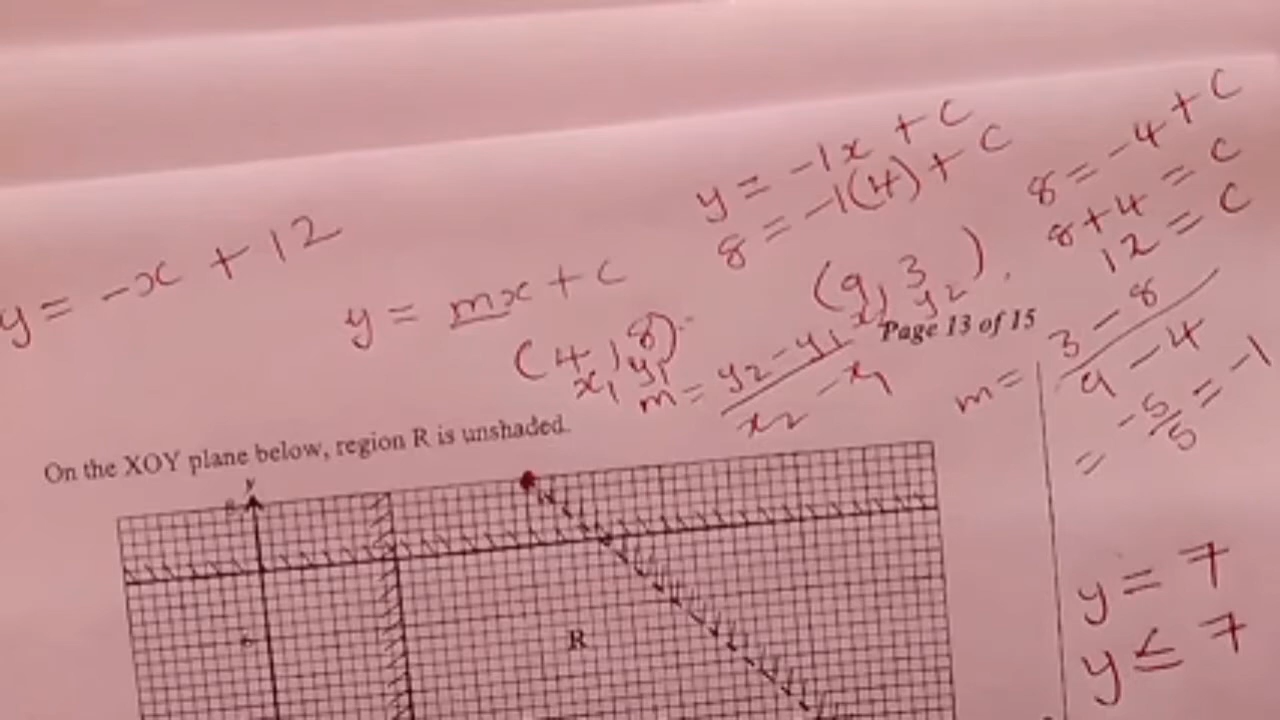 y = -1x + c
8 = -1(4) + c
8 = -4 + c
8 + 4 = c
12 = c
y = -x + 12
y = mx + c
(4, 8)
x₁ y₁
(9, 3)
y₂
m = y₂ - y₁ / x₂ - x₁
Page 13 of 15
m = 3 - 8 / 9 - 4
= -5/5 = -1
On the XOY plane below, region R is unshaded.
y
R
y = 7
y ≤ 7